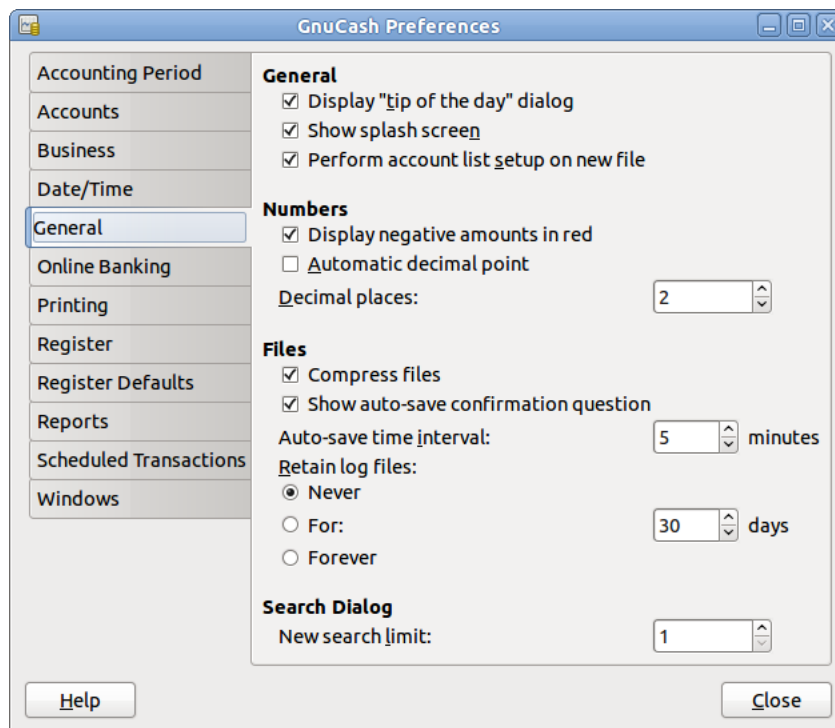 GnuCash Preferences
Accounting Period
Accounts
Business
Date/Time
General
Online Banking
Printing
Register
Register Defaults
Reports
Scheduled Transactions
Windows
General
Display "tip of the day" dialog
Show splash screen
Perform account list setup on new file
Numbers
Display negative amounts in red
Automatic decimal point
Decimal places: 2
Files
Compress files
Show auto-save confirmation question
Auto-save time interval: 5 minutes
Retain log files:
Never
For: 30 days
Forever
Search Dialog
New search limit: 1
Help
Close